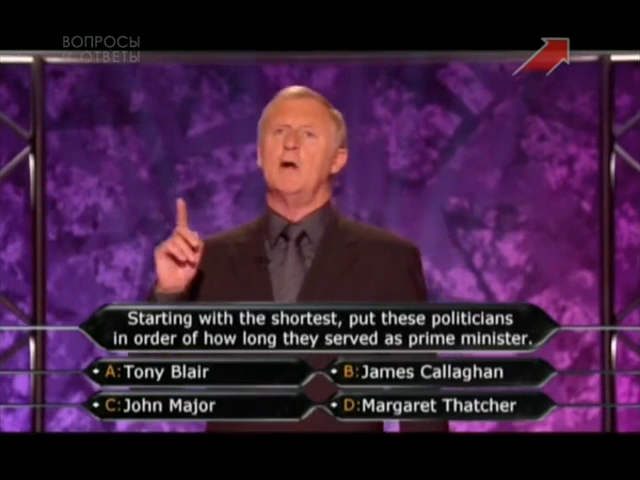 ВОПРОСЫ
И ОТВЕТЫ
Starting with the shortest, put these politicians
in order of how long they served as prime minister.
A: Tony Blair
B: James Callaghan
C: John Major
D: Margaret Thatcher